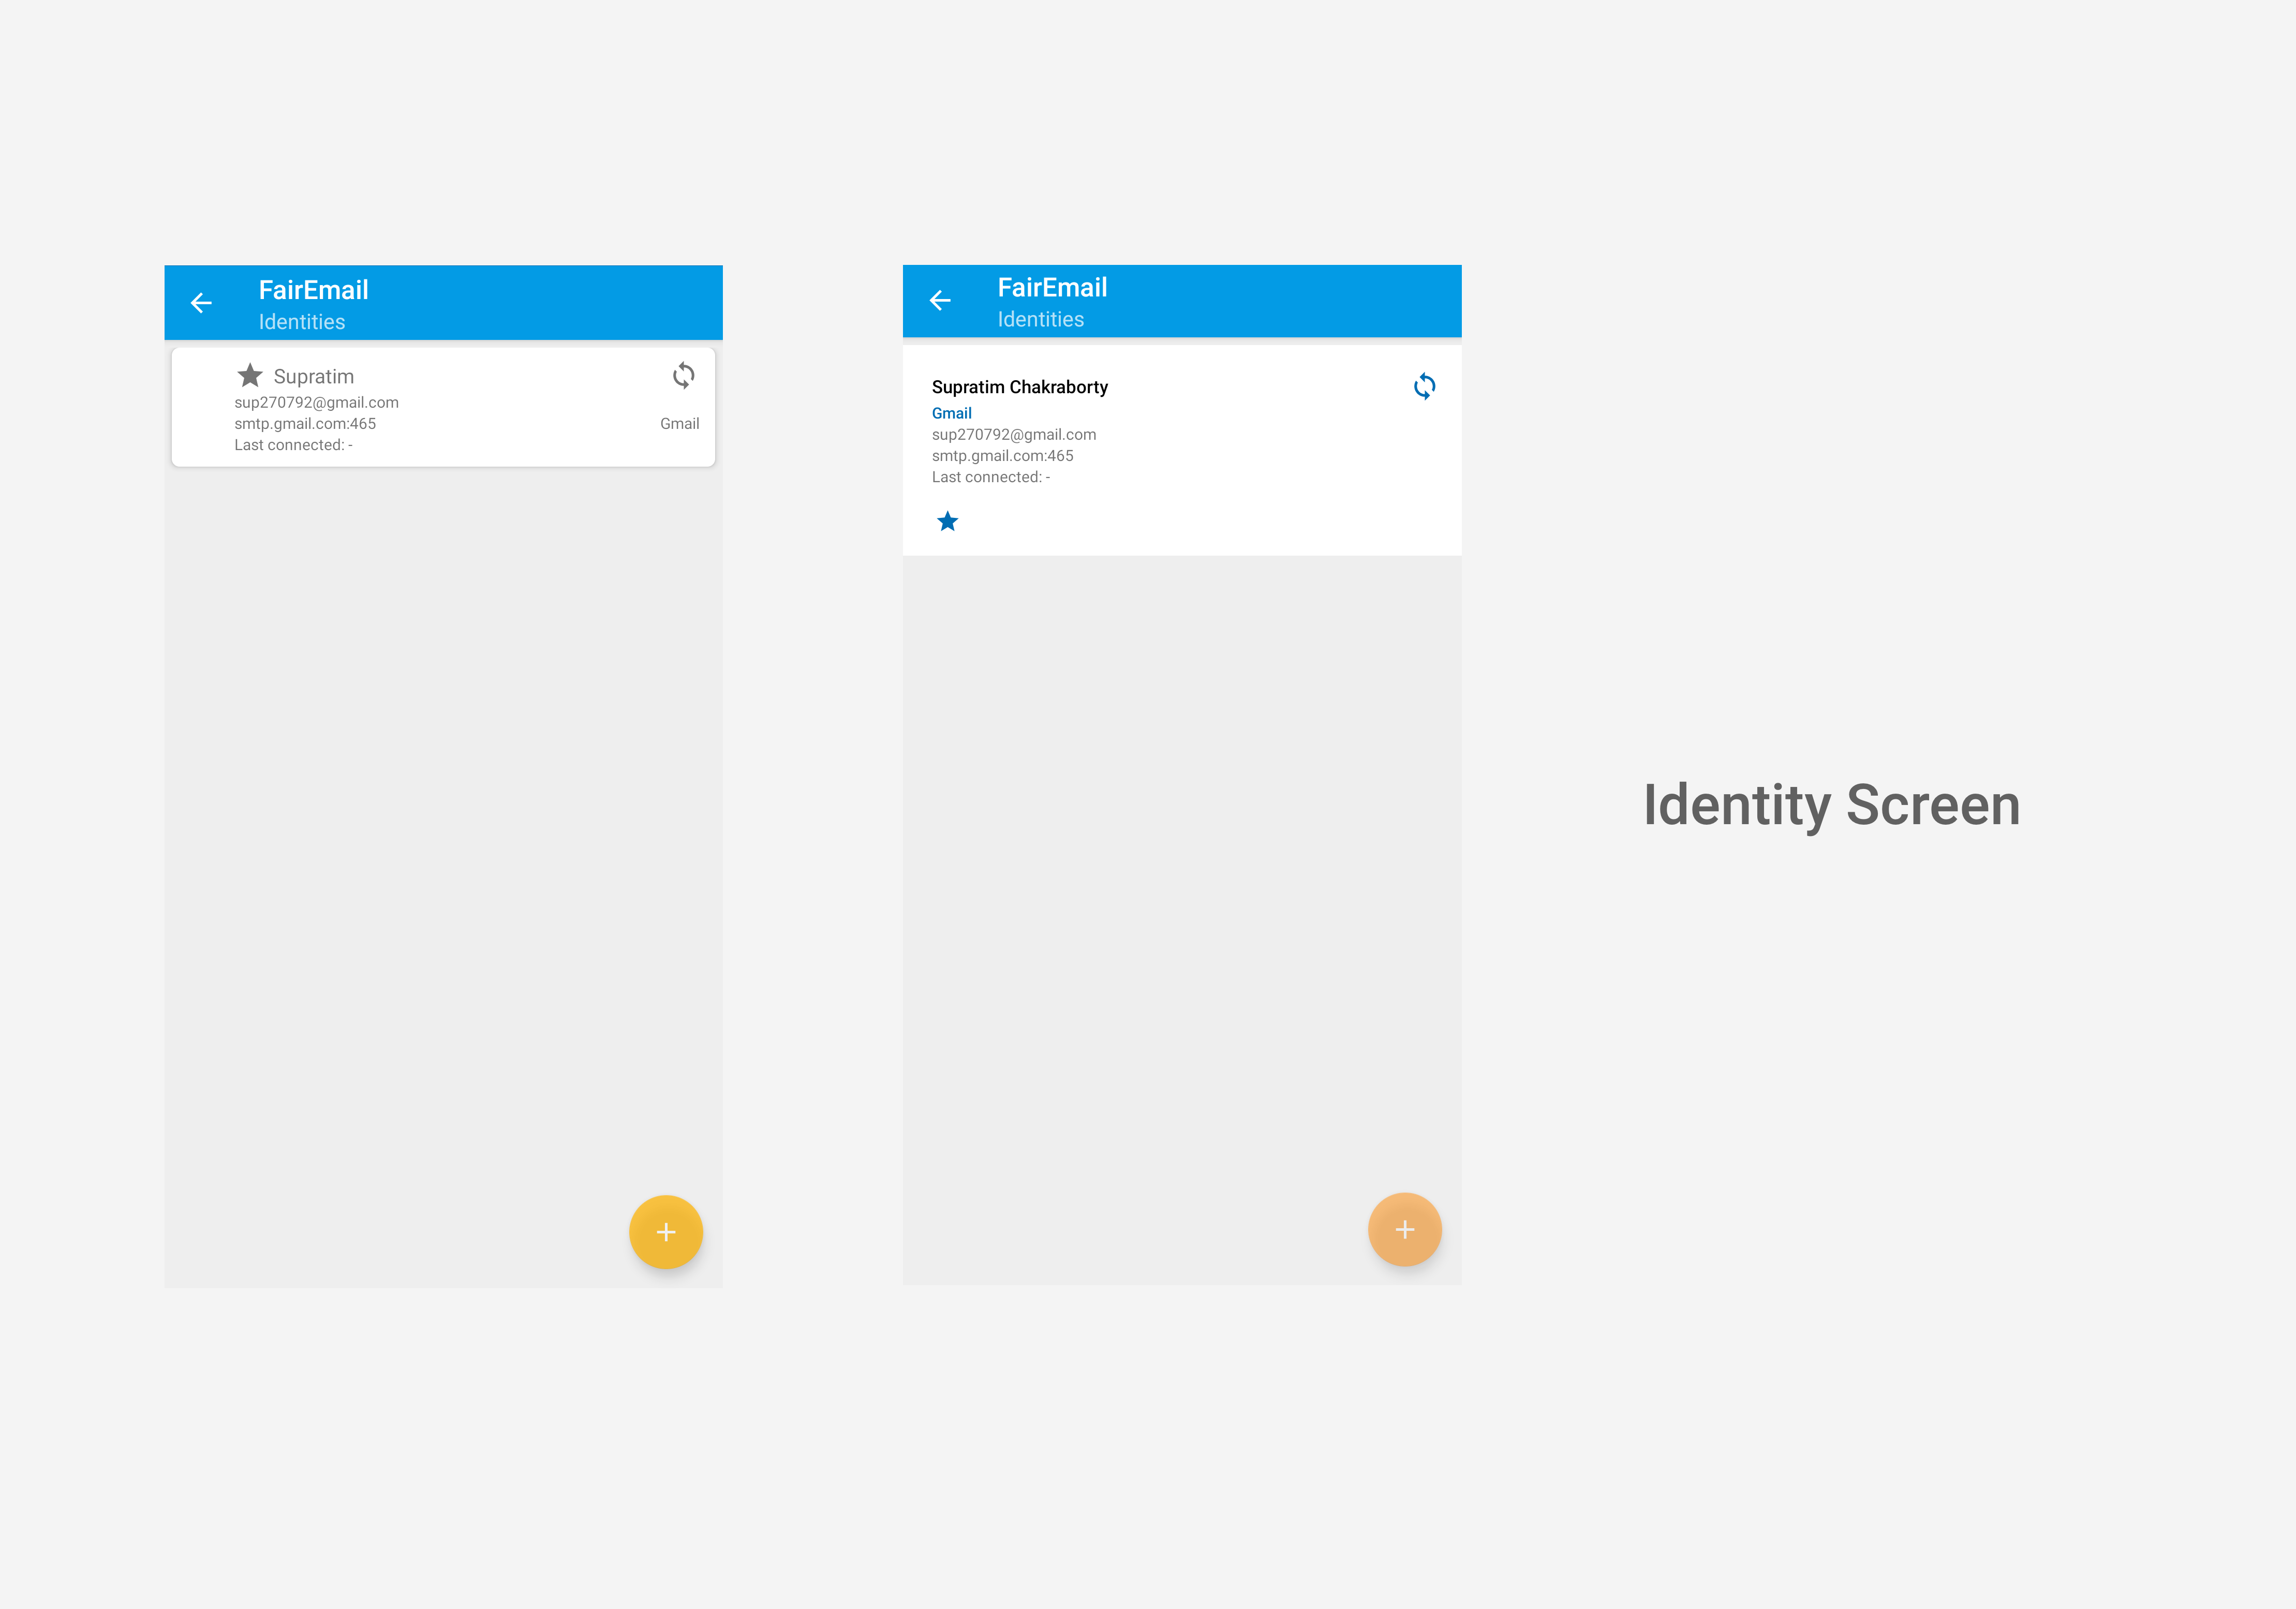 FairEmail
Identities
Supratim
sup270792@gmail.com
smtp.gmail.com:465
Gmail
Last connected: -
FairEmail
Identities
Supratim Chakraborty
Gmail
sup270792@gmail.com
smtp.gmail.com:465
Last connected: -
Identity Screen